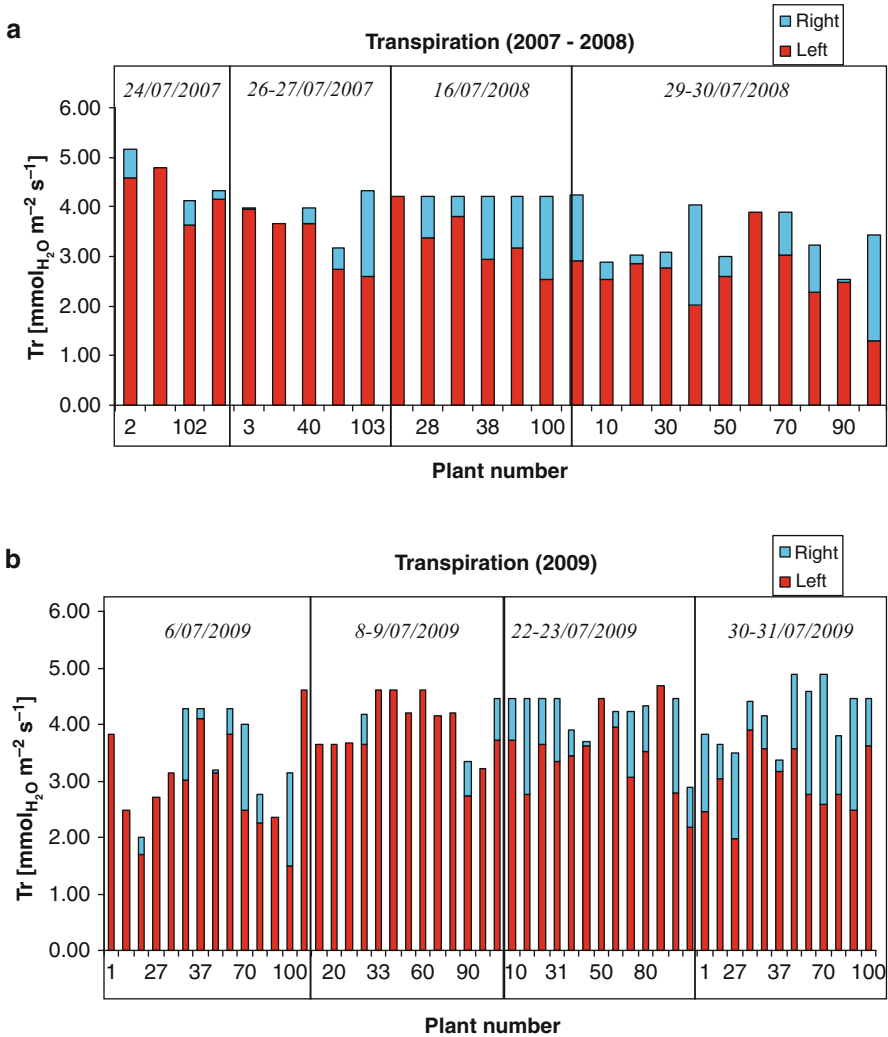 a
Transpiration (2007 - 2008)
Right
Left
24/07/2007 26-27/07/2007 16/07/2008 29-30/07/2008
6.00
5.00
4.00
3.00
2.00
1.00
0.00
Tr [mmol_H₂O m⁻² s⁻¹]
2 102 3 40 103 28 38 100 10 30 50 70 90
Plant number
b
Transpiration (2009)
Right
Left
6/07/2009 8-9/07/2009 22-23/07/2009 30-31/07/2009
6.00
5.00
4.00
3.00
2.00
1.00
0.00
Tr [mmol_H₂O m⁻² s⁻¹]
1 27 37 70 100 20 33 60 90 10 31 50 80 1 27 37 70 100
Plant number